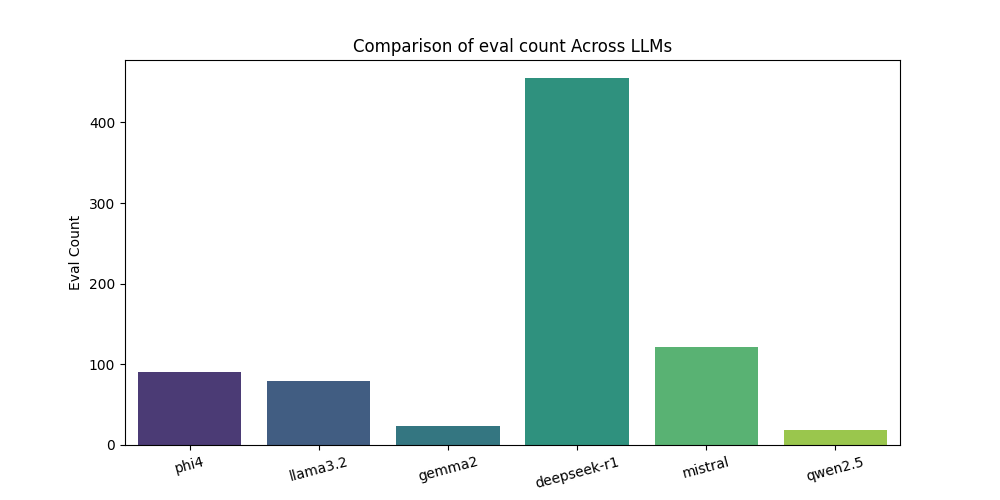 Comparison of eval count Across LLMs
Eval Count
400
300
200
100
0
phi4
llama3.2
gemma2
deepseek-r1
mistral
qwen2.5